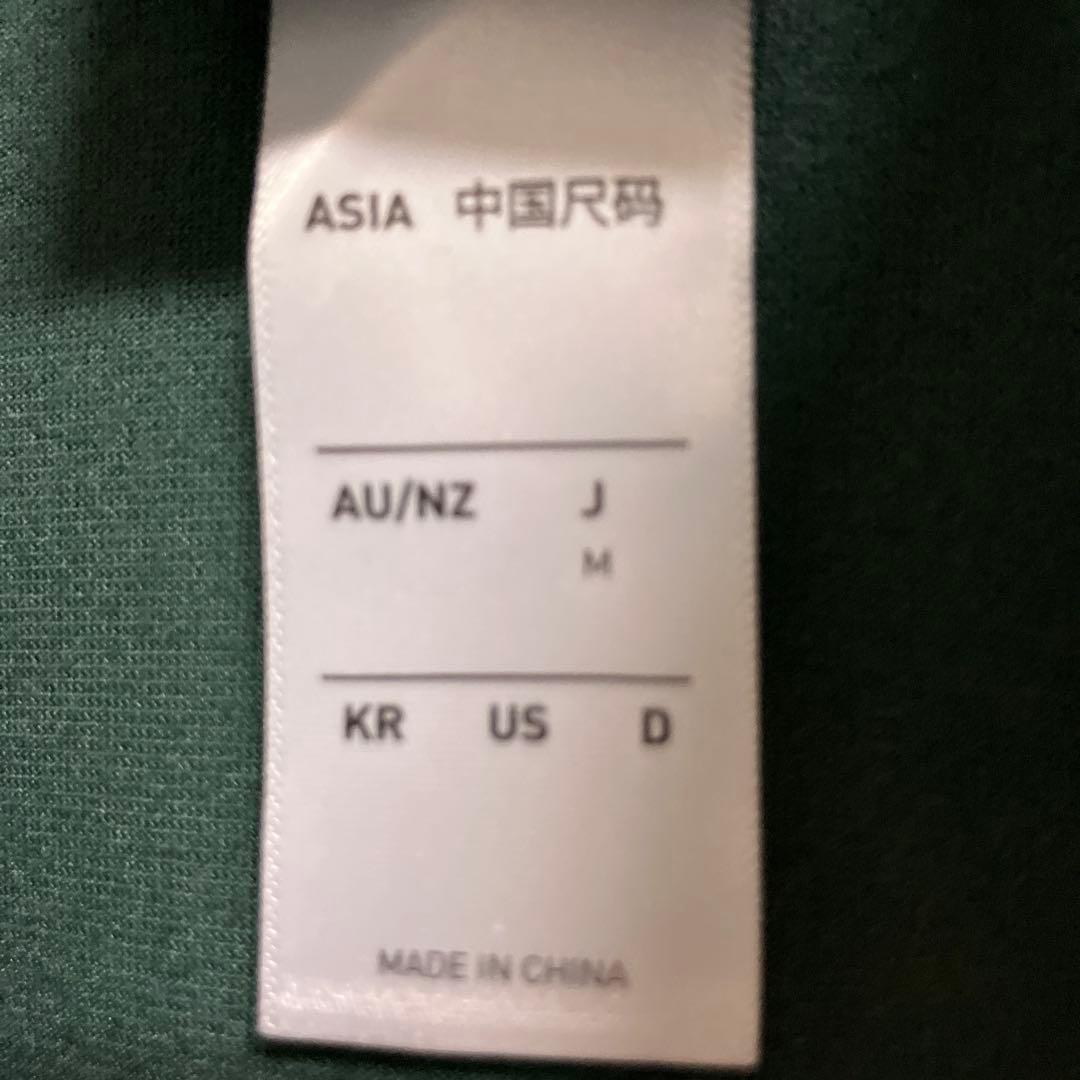 ASIA 中国尺码
AU/NZ J
M
KR US D
MADE IN CHINA